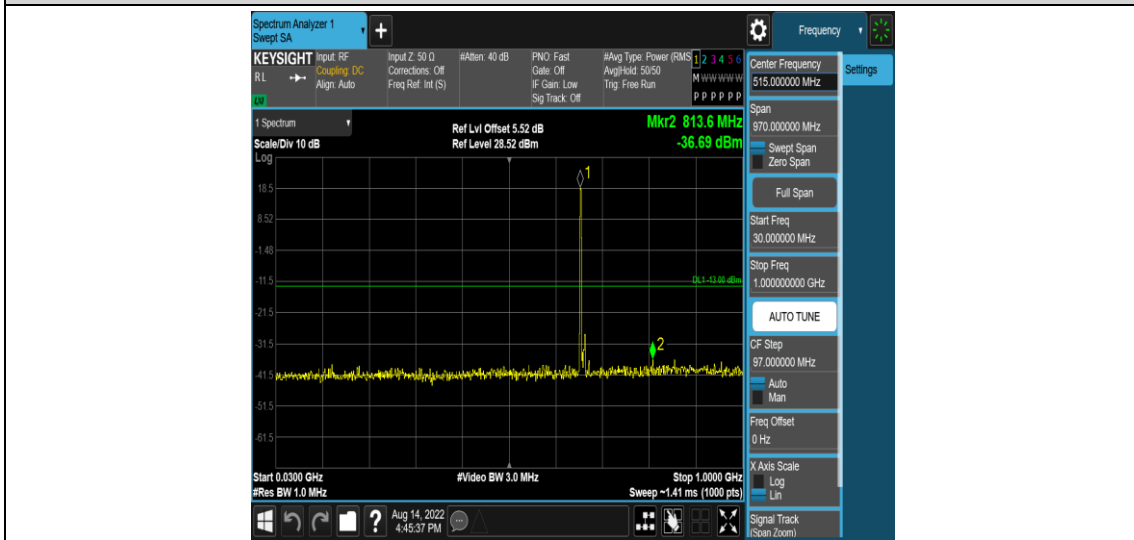 Spectrum Analyzer 1
Swept SA
+
Frequency
KEYSIGHT
RL
Input: RF
Coupling: DC
Align: Auto
Input Z: 50 Ω
Corrections: Off
Freq Ref: Int (S)
#Atten: 40 dB
PNO: Fast
Gate: Off
IF Gain: Low
Sig Track: Off
#Avg Type: Power (RMS
Avg|Hold: 50/50
Trig: Free Run
1 2 3 4 5 6
M W W W W W
P P P P P P
1 Spectrum
Scale/Div 10 dB
Log
Ref Lvl Offset 5.52 dB
Ref Level 28.52 dBm
Mkr2 813.6 MHz
-36.69 dBm
1
18.5
8.52
-1.48
-11.5
DL1 -13.00 dBm
-21.5
-31.5
2
-41.5
-51.5
-61.5
Start 0.0300 GHz
#Video BW 3.0 MHz
Stop 1.0000 GHz
#Res BW 1.0 MHz
Sweep ~1.41 ms (1000 pts)
Aug 14, 2022
4:45:37 PM
?
Settings
Center Frequency
515.000000 MHz
Span
970.000000 MHz
Swept Span
Zero Span
Full Span
Start Freq
30.000000 MHz
Stop Freq
1.000000000 GHz
AUTO TUNE
CF Step
97.000000 MHz
Auto
Man
Freq Offset
0 Hz
X Axis Scale
Log
Lin
Signal Track
(Span Zoom)